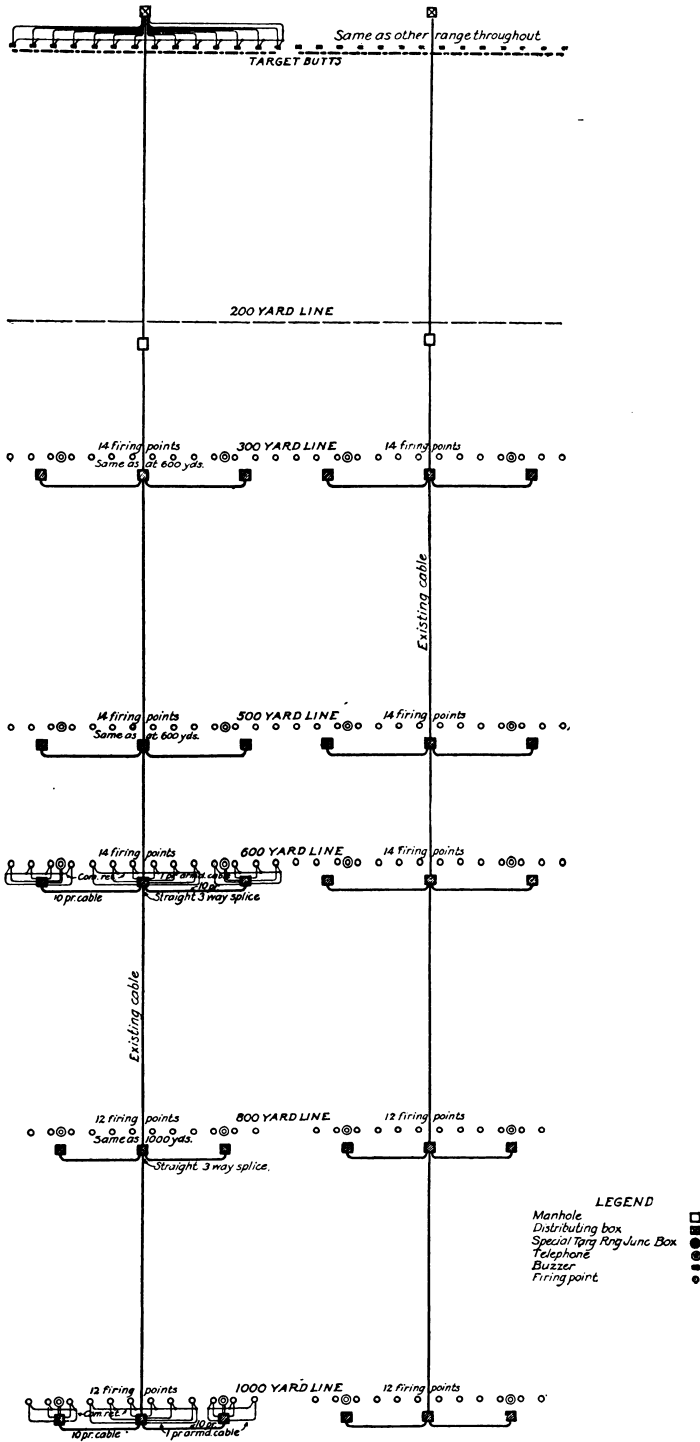 Same as other range throughout
TARGET BUTTS
200 YARD LINE
14 firing points 300 YARD LINE 14 firing points
Same as at 600 yds.
Existing cable
14 firing points 500 YARD LINE 14 firing points
Same as at 600 yds.
14 firing points 600 YARD LINE 14 firing points
Com. ret. 1 pr armd. cable
10 pr.
10 pr. cable Straight 3 way splice
Existing cable
12 firing points 800 YARD LINE 12 firing points
Same as 1000 yds.
Straight 3 way splice.
LEGEND
Manhole
Distributing box
Special Targ Rng Junc Box
Telephone
Buzzer
Firing point
12 firing points 1000 YARD LINE 12 firing points
Com. ret.
10 pr.
10 pr. cable 1 pr armd. cable